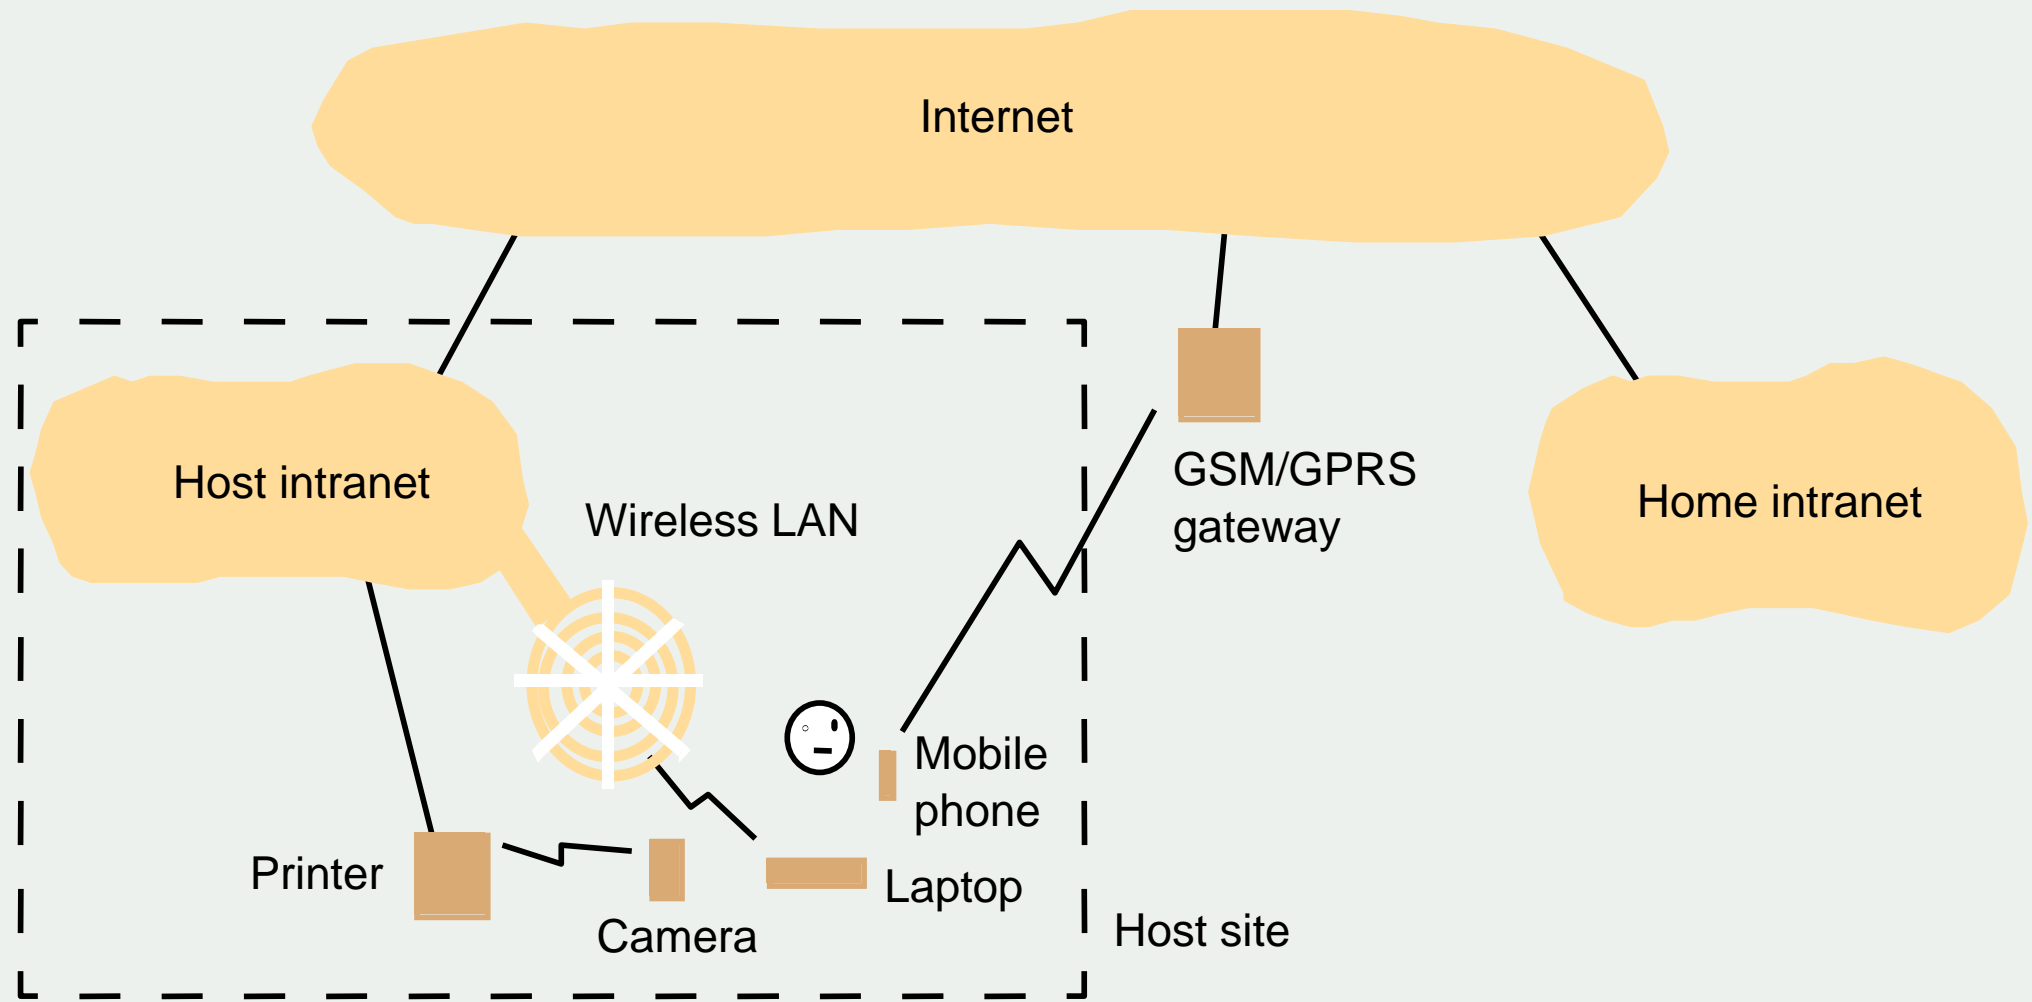 Internet
Host intranet
Wireless LAN
GSM/GPRS
gateway
Home intranet
Mobile
phone
Printer
Camera
Laptop
Host site